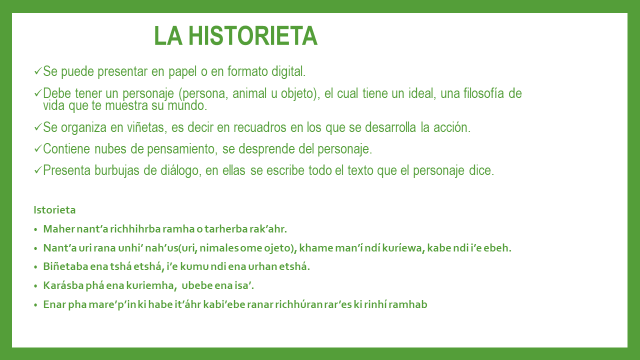 LA HISTORIETA
✓Se puede presentar en papel o en formato digital.
✓Debe tener un personaje (persona, animal u objeto), el cual tiene un ideal, una filosofía de
vida que te muestra su mundo.
✓Se organiza en viñetas, es decir en recuadros en los que se desarrolla la acción.
✓Contiene nubes de pensamiento, se desprende del personaje.
✓Presenta burbujas de diálogo, en ellas se escribe todo el texto que el personaje dice.
Istorieta
• Maher nant'a richhihrba ramha o tarherba rak'ahr.
• Nant'a uri rana unhi' nah'us(uri, nimales ome ojeto), khame man'í ndí kuríewa, kabe ndi i'e ebeh.
• Biñetaba ena tshá etshá, i'e kumu ndi ena urhan etshá.
• Karásba phá ena kuriemha, ubebe ena isa'.
• Enar pha mare'p'in ki habe it'áhr kabi'ebe ranar richhúran rar'es ki rinhí ramhab